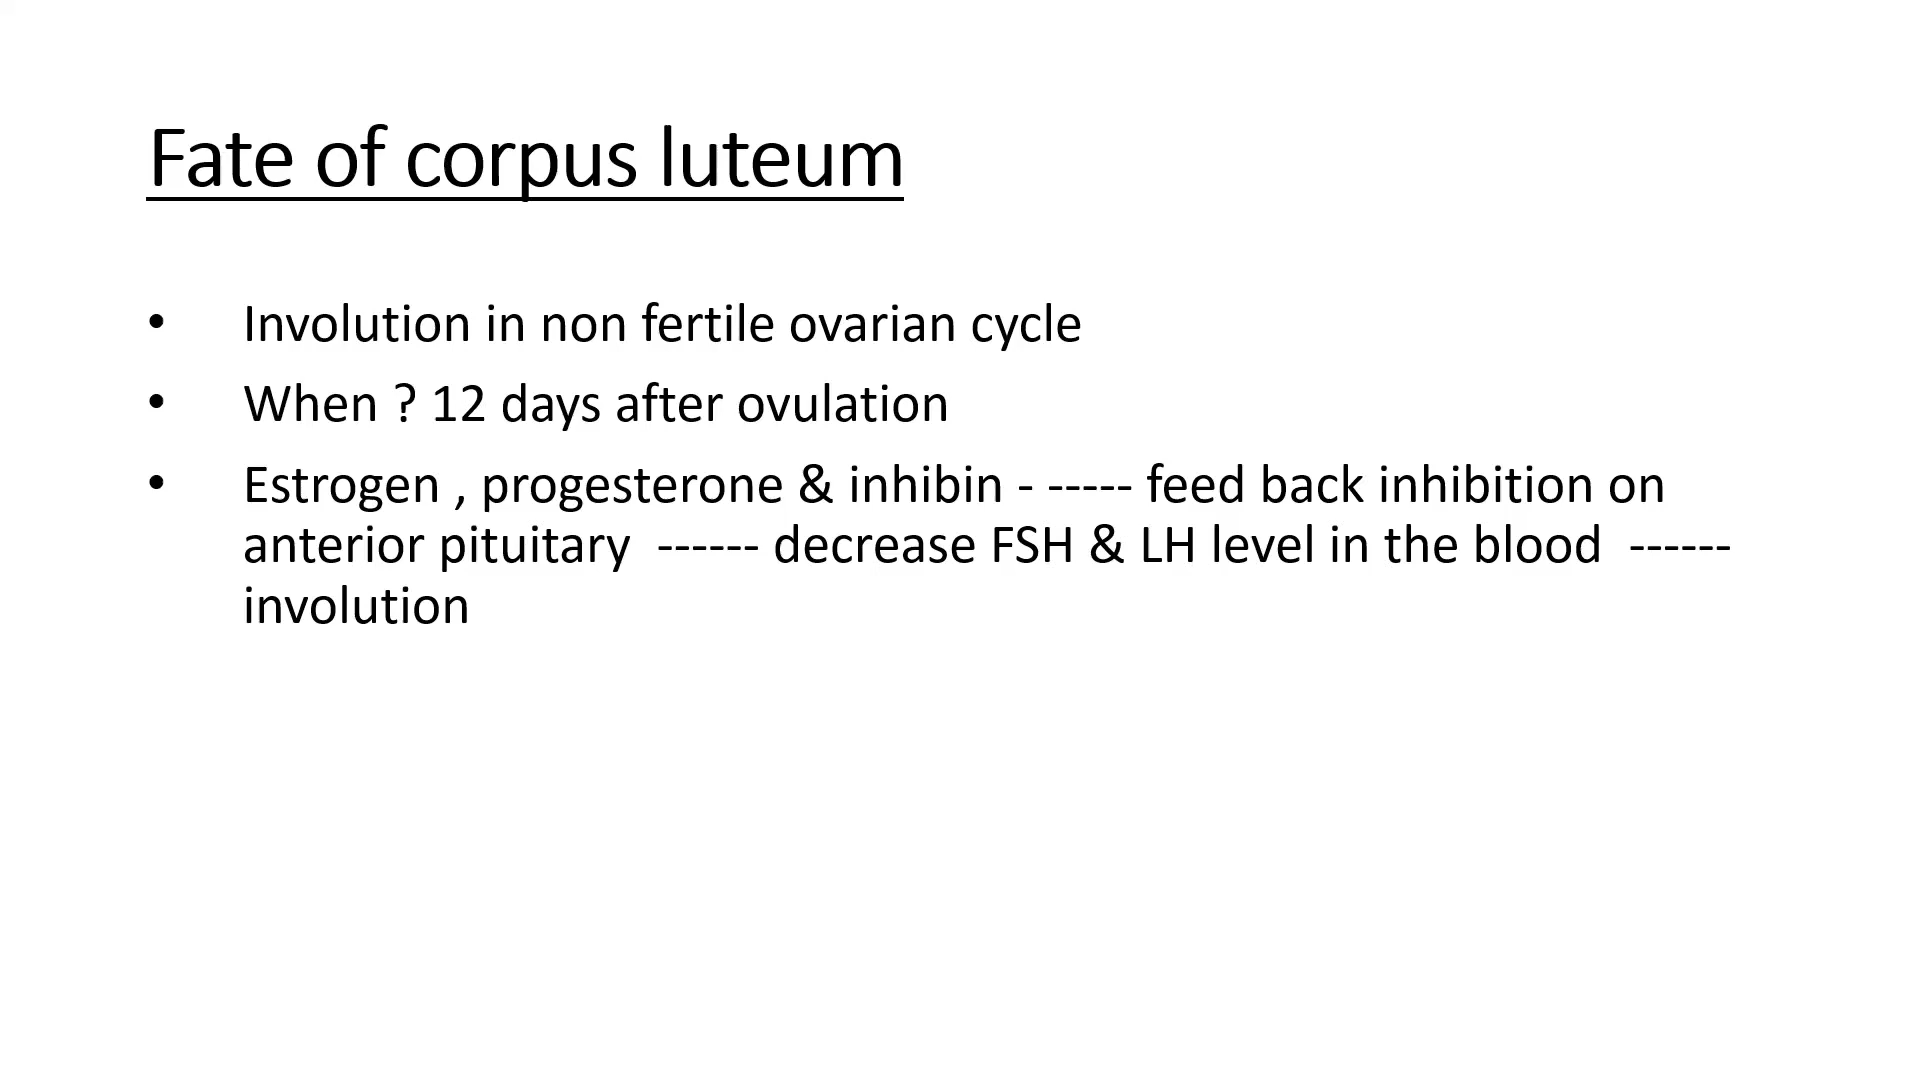 Fate of corpus luteum
• Involution in non fertile ovarian cycle
• When ? 12 days after ovulation
• Estrogen , progesterone & inhibin - ----- feed back inhibition on
anterior pituitary ------ decrease FSH & LH level in the blood ------
involution